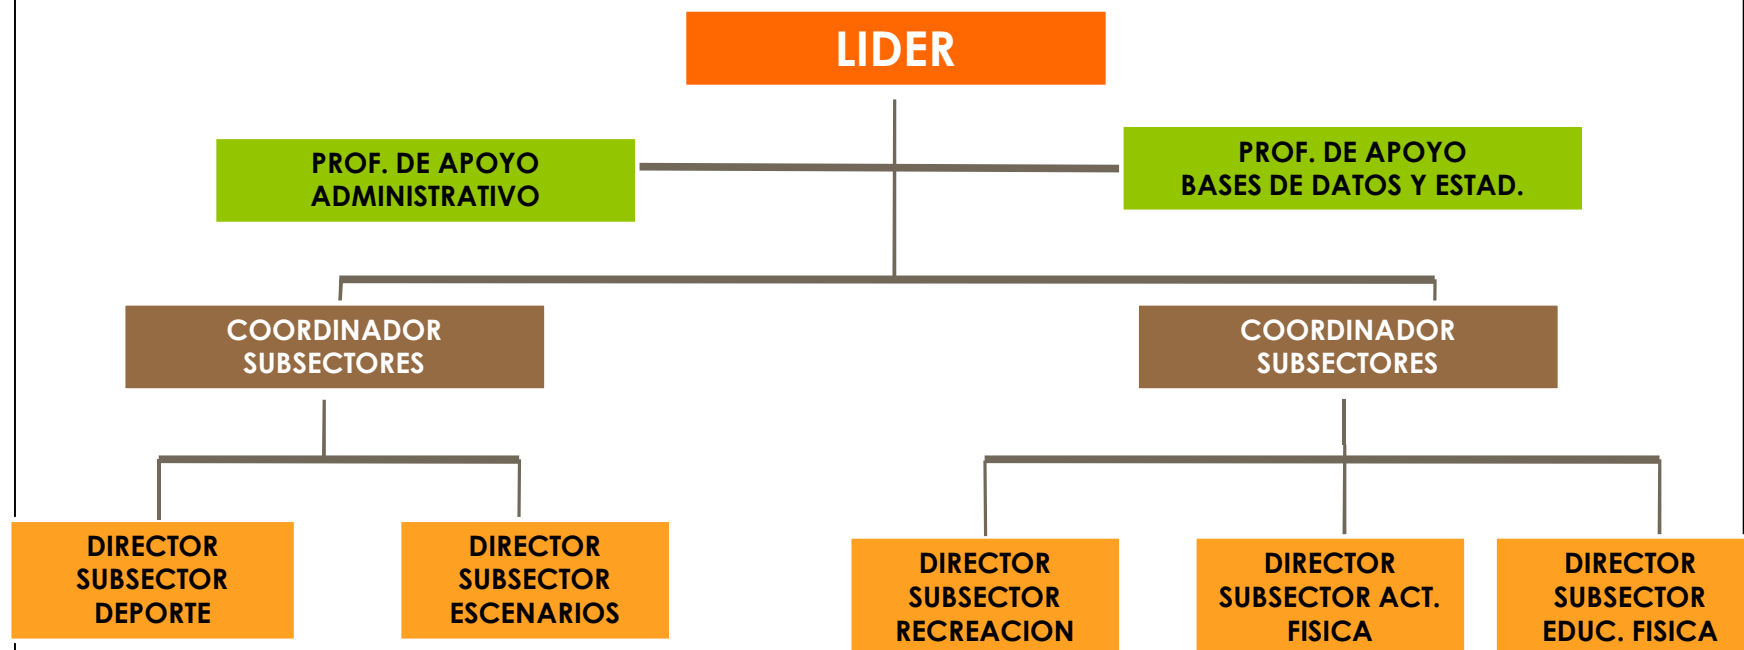 LIDER
PROF. DE APOYO
ADMINISTRATIVO
PROF. DE APOYO
BASES DE DATOS Y ESTAD.
COORDINADOR
SUBSECTORES
COORDINADOR
SUBSECTORES
DIRECTOR
SUBSECTOR
DEPORTE
DIRECTOR
SUBSECTOR
ESCENARIOS
DIRECTOR
SUBSECTOR
RECREACION
DIRECTOR
SUBSECTOR ACT.
FISICA
DIRECTOR
SUBSECTOR
EDUC. FISICA